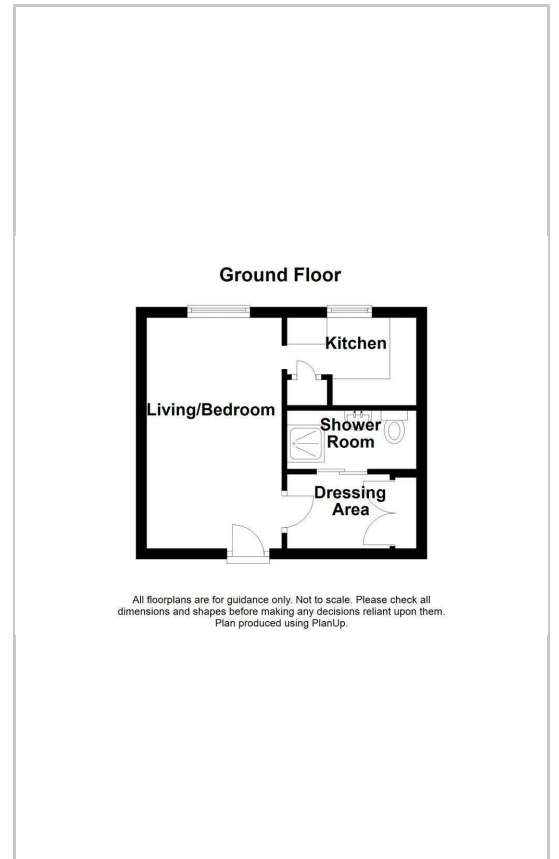 Ground Floor
Kitchen
Living/Bedroom
Shower
Room
Dressing
Area
All floorplans are for guidance only. Not to scale. Please check all
dimensions and shapes before making any decisions reliant upon them.
Plan produced using PlanUp.